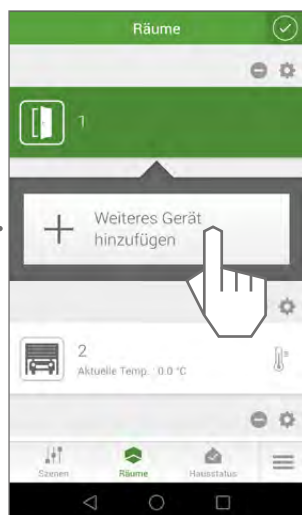 Räume
1
Weiteres Gerät
hinzufügen
2
Aktuelle Temp. 0.0 °C
Szenen
Räume
Hausstatus